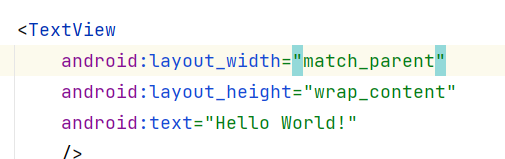 <TextView
android:layout_width="match_parent"
android:layout_height="wrap_content"
android:text="Hello World!"
/>